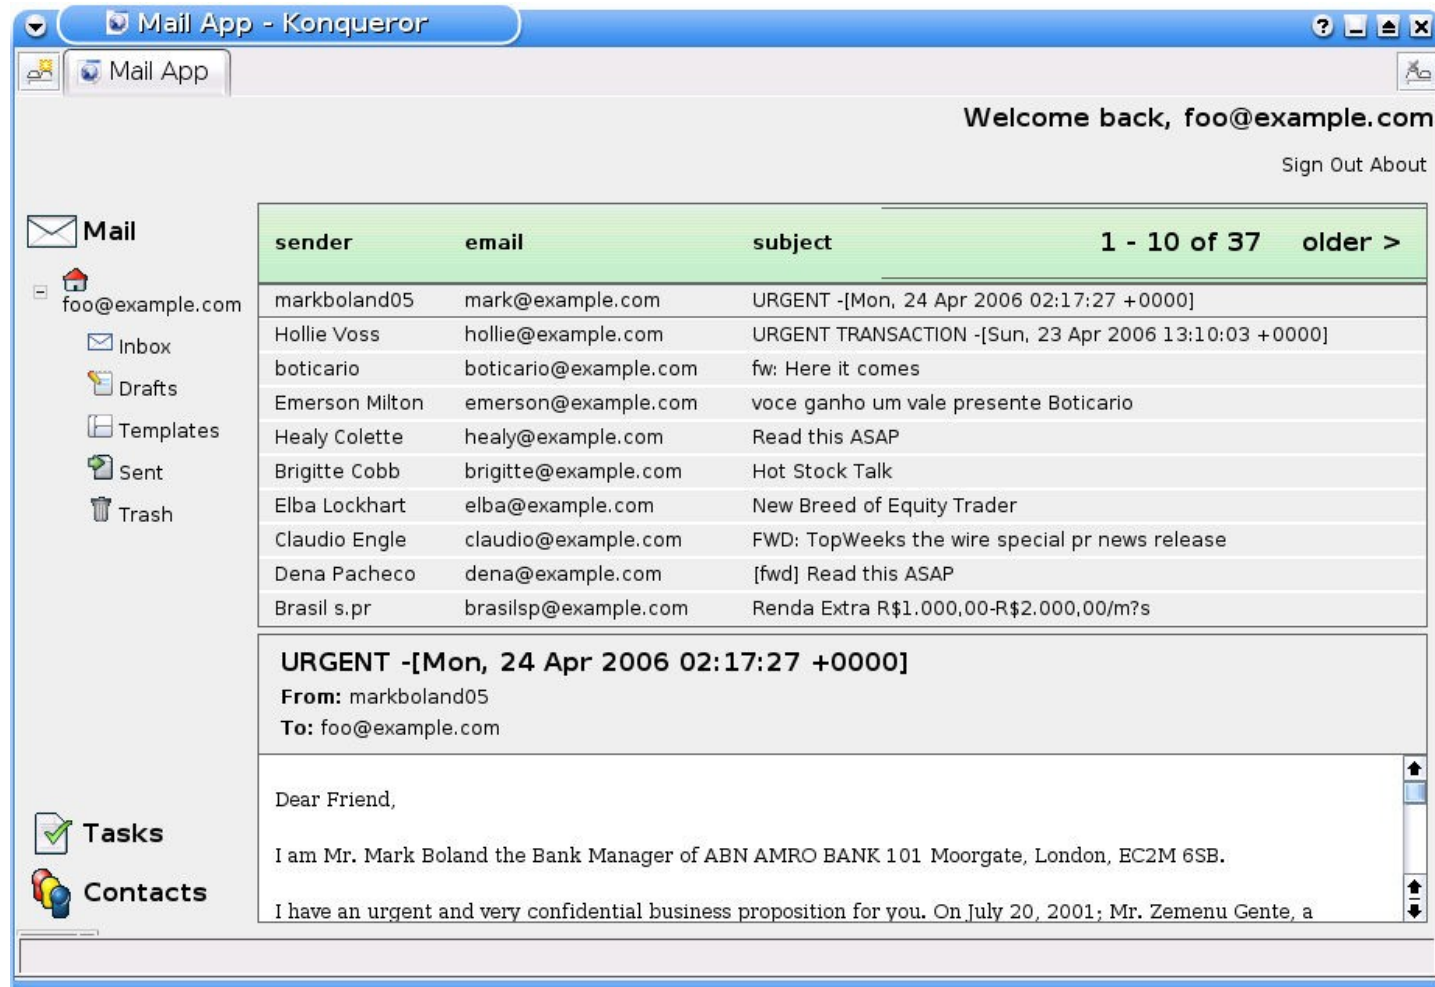 Mail App - Konqueror
Mail App
Welcome back, foo@example.com
Sign Out About
Mail
foo@example.com
Inbox
Drafts
Templates
Sent
Trash
Tasks
Contacts
sender email subject 1 - 10 of 37 older >
markboland05 mark@example.com URGENT -[Mon, 24 Apr 2006 02:17:27 +0000]
Hollie Voss hollie@example.com URGENT TRANSACTION -[Sun, 23 Apr 2006 13:10:03 +0000]
boticario boticario@example.com fw: Here it comes
Emerson Milton emerson@example.com voce ganho um vale presente Boticario
Healy Colette healy@example.com Read this ASAP
Brigitte Cobb brigitte@example.com Hot Stock Talk
Elba Lockhart elba@example.com New Breed of Equity Trader
Claudio Engle claudio@example.com FWD: TopWeeks the wire special pr news release
Dena Pacheco dena@example.com [fwd] Read this ASAP
Brasil s.pr brasilsp@example.com Renda Extra R$1.000,00-R$2.000,00/m?s
URGENT -[Mon, 24 Apr 2006 02:17:27 +0000]
From: markboland05
To: foo@example.com
Dear Friend,
I am Mr. Mark Boland the Bank Manager of ABN AMRO BANK 101 Moorgate, London, EC2M 6SB.
I have an urgent and very confidential business proposition for you. On July 20, 2001; Mr. Zemenu Gente, a